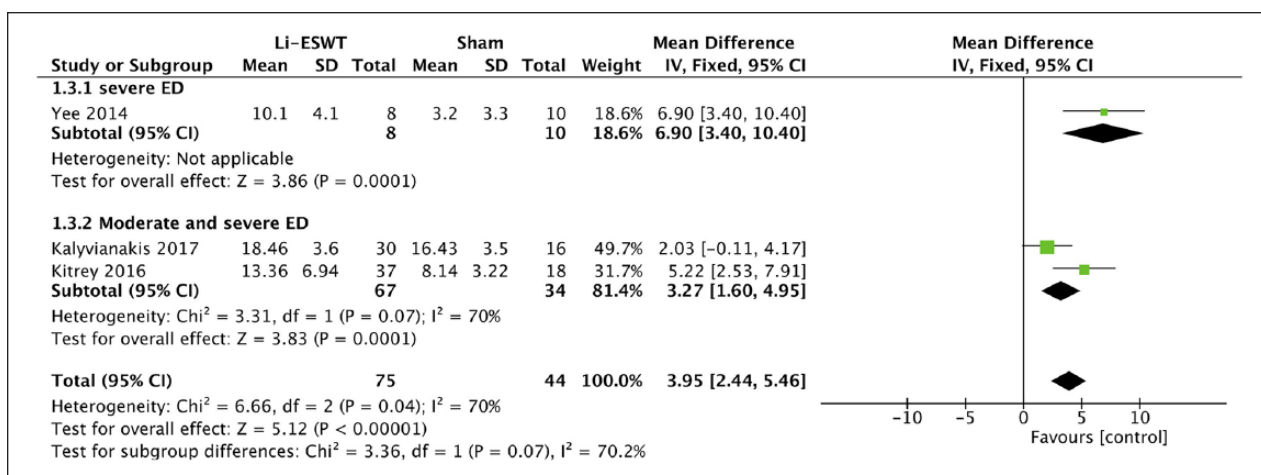 Li-ESWT Sham Mean Difference Mean Difference
Study or Subgroup Mean SD Total Mean SD Total Weight IV, Fixed, 95% CI IV, Fixed, 95% CI
1.3.1 severe ED
Yee 2014 10.1 4.1 8 3.2 3.3 10 18.6% 6.90 [3.40, 10.40]
Subtotal (95% CI) 8 10 18.6% 6.90 [3.40, 10.40]
Heterogeneity: Not applicable
Test for overall effect: Z = 3.86 (P = 0.0001)
1.3.2 Moderate and severe ED
Kalyvianakis 2017 18.46 3.6 30 16.43 3.5 16 49.7% 2.03 [−0.11, 4.17]
Kitrey 2016 13.36 6.94 37 8.14 3.22 18 31.7% 5.22 [2.53, 7.91]
Subtotal (95% CI) 67 34 81.4% 3.27 [1.60, 4.95]
Heterogeneity: Chi² = 3.31, df = 1 (P = 0.07); I² = 70%
Test for overall effect: Z = 3.83 (P = 0.0001)
Total (95% CI) 75 44 100.0% 3.95 [2.44, 5.46]
Heterogeneity: Chi² = 6.66, df = 2 (P = 0.04); I² = 70%
Test for overall effect: Z = 5.12 (P < 0.00001)
Test for subgroup differences: Chi² = 3.36, df = 1 (P = 0.07), I² = 70.2%
−10 −5 0 5 10
Favours [control]